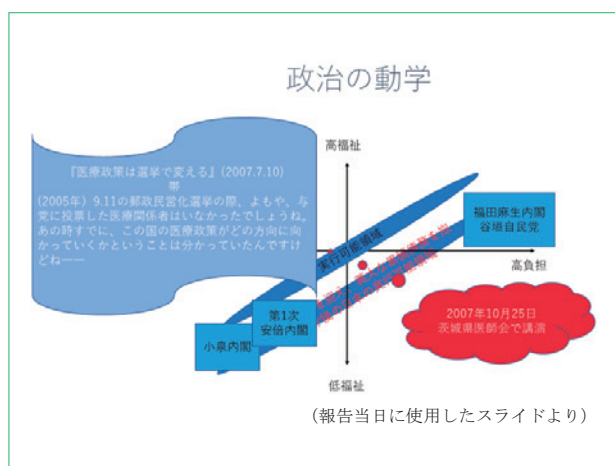 政治の動学
『医療政策は選挙で変える』(2007.7.10)
帯
(2005年) 9.11の郵政民営化選挙の際、よもや、与
党に投票した医療関係者はいなかったでしょうね。
あの時すでに、この国の医療政策がどの方向に向
かっていくかということは分かっていたんですけ
どね――
高福祉
福田麻生内閣
谷垣自民党
実行可能領域
高負担
第1次
安倍内閣
小泉内閣
低福祉
2007年10月25日
茨城県医師会で講演
（報告当日に使用したスライドより）